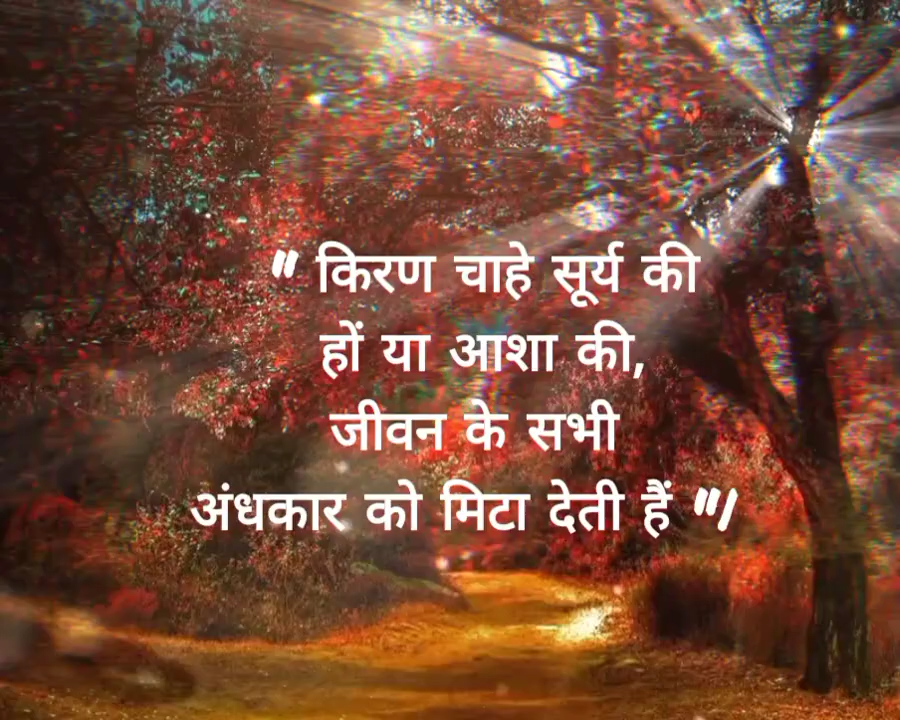 " किरण चाहे सूर्य की
हों या आशा की,
जीवन के सभी
अंधकार को मिटा देती हैं "/